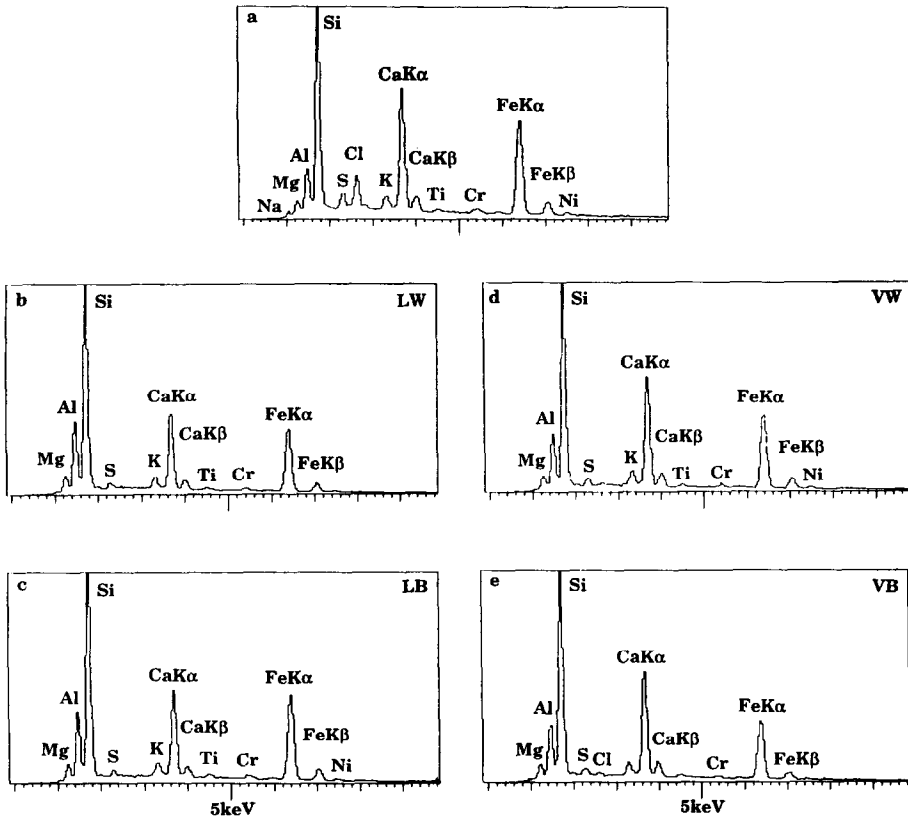 a
Si
CaKα
FeKα
Al
Cl
CaKβ
Mg
S
K
FeKβ
Na
Ti
Cr
Ni
b
Si
LW
Al
CaKα
FeKα
CaKβ
Mg
S
K
Ti
Cr
FeKβ
d
Si
VW
CaKα
FeKα
Al
CaKβ
FeKβ
Mg
S
K
Ti
Cr
Ni
c
Si
LB
CaKα
FeKα
Al
CaKβ
FeKβ
Mg
S
K
Ti
Cr
Ni
5keV
e
Si
VB
CaKα
FeKα
Al
CaKβ
Mg
S
Cl
Cr
FeKβ
5keV